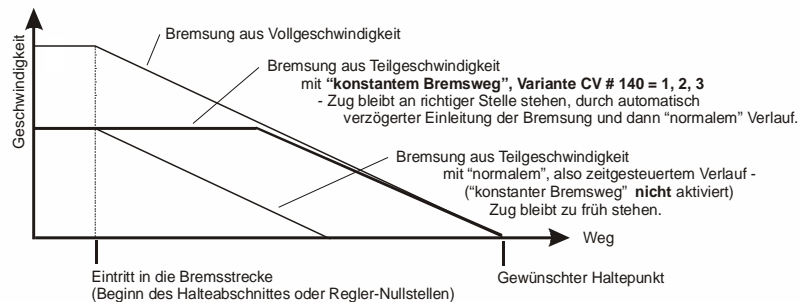 Geschwindigkeit
Bremsung aus Vollgeschwindigkeit
Bremsung aus Teilgeschwindigkeit
mit “konstantem Bremsweg”, Variante CV # 140 = 1, 2, 3
- Zug bleibt an richtiger Stelle stehen, durch automatisch
verzögerter Einleitung der Bremsung und dann “normalem” Verlauf.
Bremsung aus Teilgeschwindigkeit
mit “normalem”, also zeitgesteuertem Verlauf -
(“konstanter Bremsweg” nicht aktiviert)
Zug bleibt zu früh stehen.
Weg
Eintritt in die Bremsstrecke
(Beginn des Halteabschnittes oder Regler-Nullstellen)
Gewünschter Haltepunkt